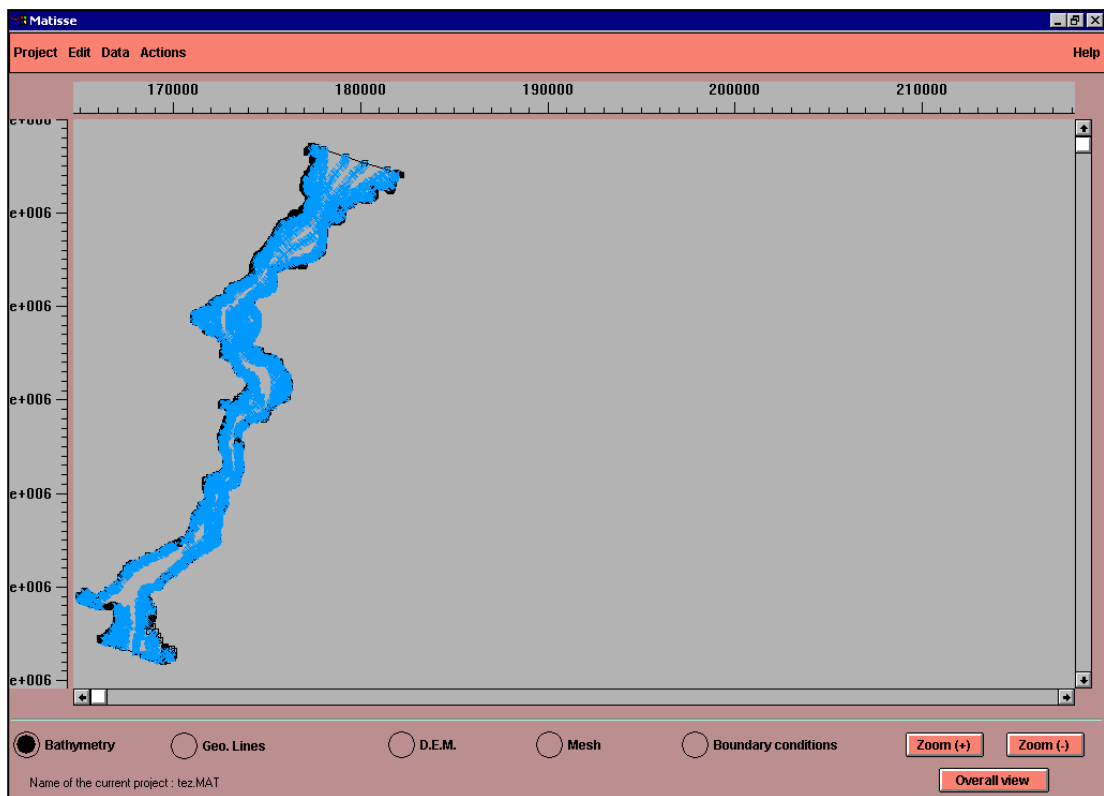 Matisse
Project Edit Data Actions Help
170000 180000 190000 200000 210000
e+006
e+006
e+006
e+006
e+006
e+006
e+006
Bathymetry Geo. Lines D.E.M. Mesh Boundary conditions Zoom (+) Zoom (-)
Name of the current project : tez.MAT Overall view